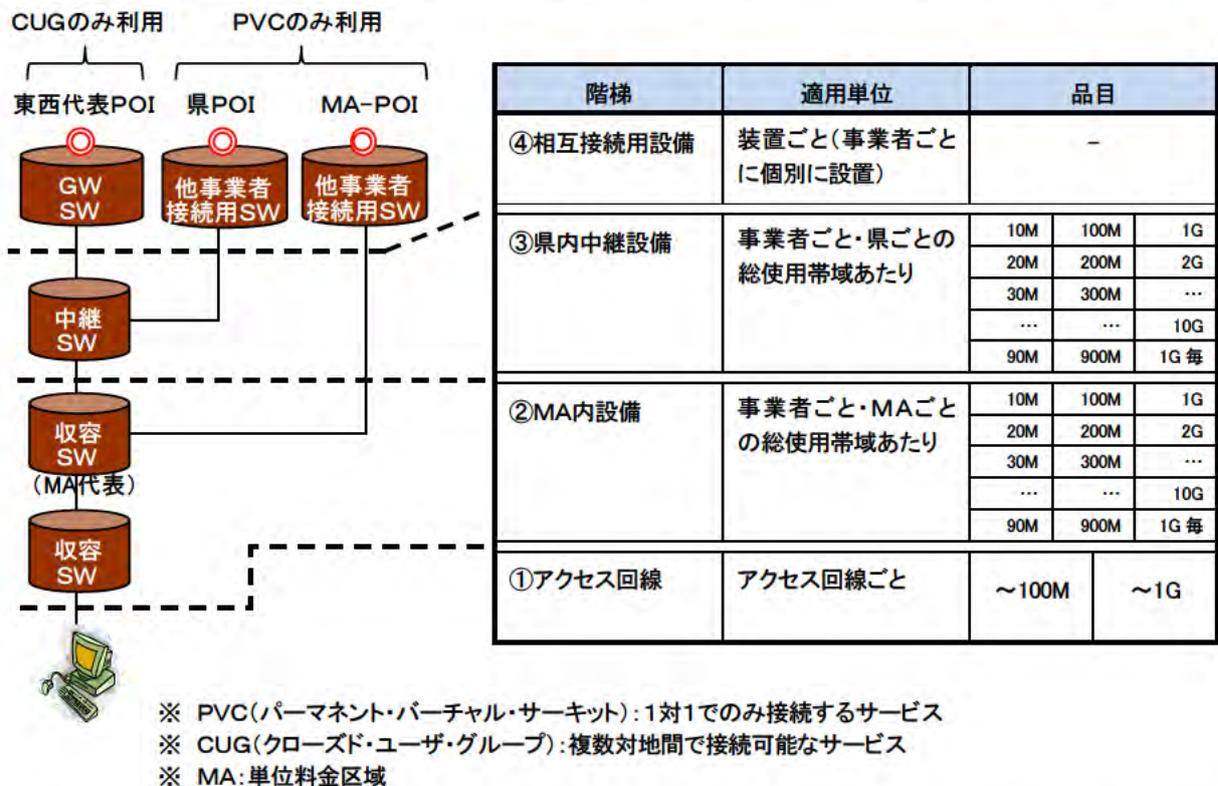 CUGのみ利用 PVCのみ利用
東西代表POI 県POI MA-POI
GW
SW
他事業者
接続用SW
他事業者
接続用SW
中継
SW
収容
SW
(MA代表)
収容
SW
階梯 適用単位 品目
④相互接続用設備 装置ごと(事業者ごと
に個別に設置) -
③県内中継設備 事業者ごと・県ごとの
総使用帯域あたり
10M 100M 1G
20M 200M 2G
30M 300M …
… … 10G
90M 900M 1G 毎
②MA内設備 事業者ごと・MAごと
の総使用帯域あたり
10M 100M 1G
20M 200M 2G
30M 300M …
… … 10G
90M 900M 1G 毎
①アクセス回線 アクセス回線ごと ～100M ～1G
※ PVC(パーマネント・バーチャル・サーキット):1対1でのみ接続するサービス
※ CUG(クローズド・ユーザ・グループ):複数対地間で接続可能なサービス
※ MA:単位料金区域